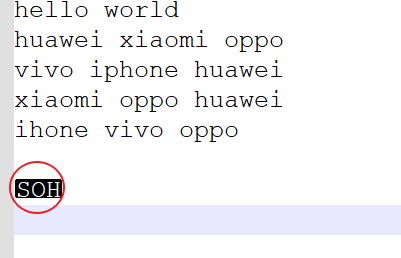 hello world
huawei xiaomi oppo
vivo iphone huawei
xiaomi oppo huawei
ihone vivo oppo
SOH